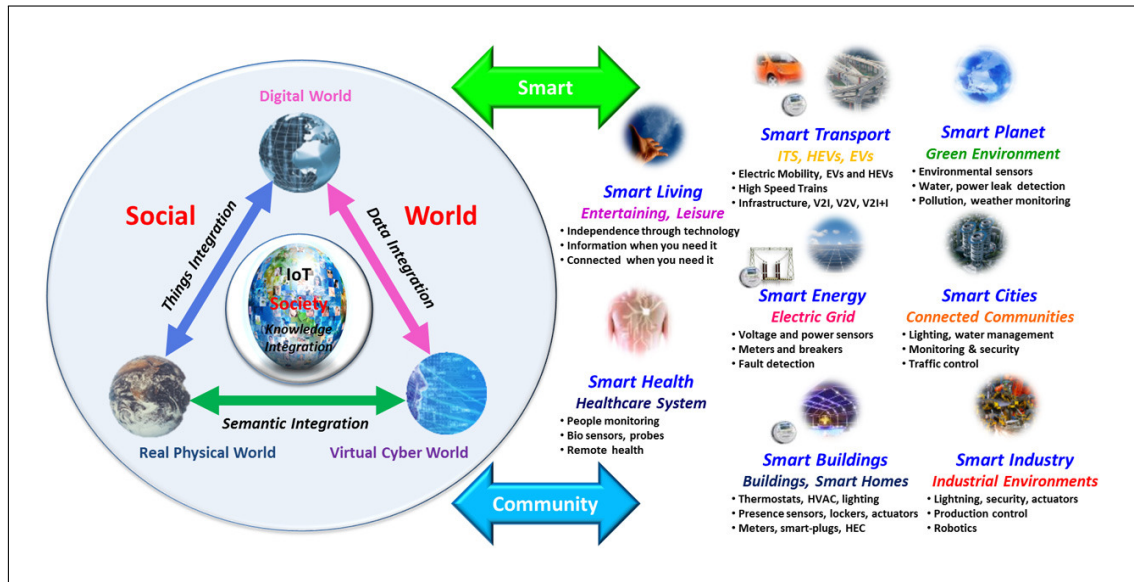 Digital World
Social
World
Things Integration
Data Integration
IoT
Society
Knowledge
Integration
Semantic Integration
Real Physical World
Virtual Cyber World
Smart
Community
Smart Living
Entertaining, Leisure
• Independence through technology
• Information when you need it
• Connected when you need it
Smart Health
Healthcare System
• People monitoring
• Bio sensors, probes
• Remote health
Smart Transport
ITS, HEVs, EVs
• Electric Mobility, EVs and HEVs
• High Speed Trains
• Infrastructure, V2I, V2V, V2I+I
Smart Planet
Green Environment
• Environmental sensors
• Water, power leak detection
• Pollution, weather monitoring
Smart Energy
Electric Grid
• Voltage and power sensors
• Meters and breakers
• Fault detection
Smart Cities
Connected Communities
• Lighting, water management
• Monitoring & security
• Traffic control
Smart Buildings
Buildings, Smart Homes
• Thermostats, HVAC, lighting
• Presence sensors, lockers, actuators
• Meters, smart-plugs, HEC
Smart Industry
Industrial Environments
• Lightning, security, actuators
• Production control
• Robotics